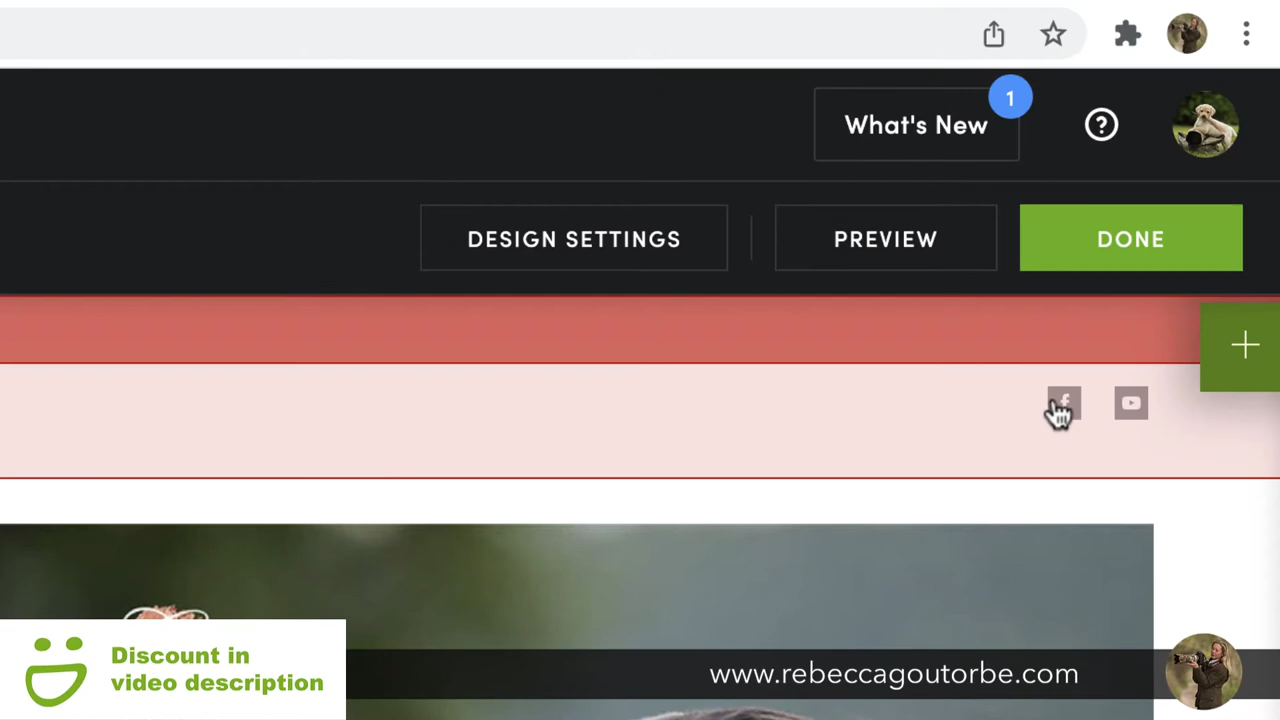 What's New
1
DESIGN SETTINGS
PREVIEW
DONE
Discount in
video description
www.rebeccagoutorbe.com